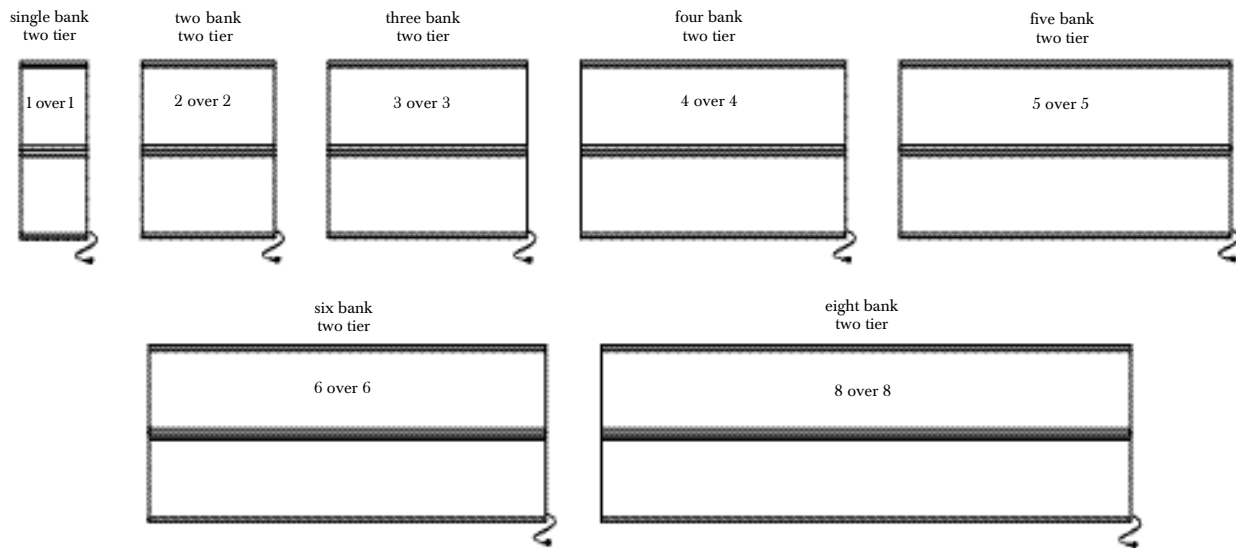 single bank
two tier
two bank
two tier
three bank
two tier
four bank
two tier
five bank
two tier
1 over 1
2 over 2
3 over 3
4 over 4
5 over 5
six bank
two tier
eight bank
two tier
6 over 6
8 over 8